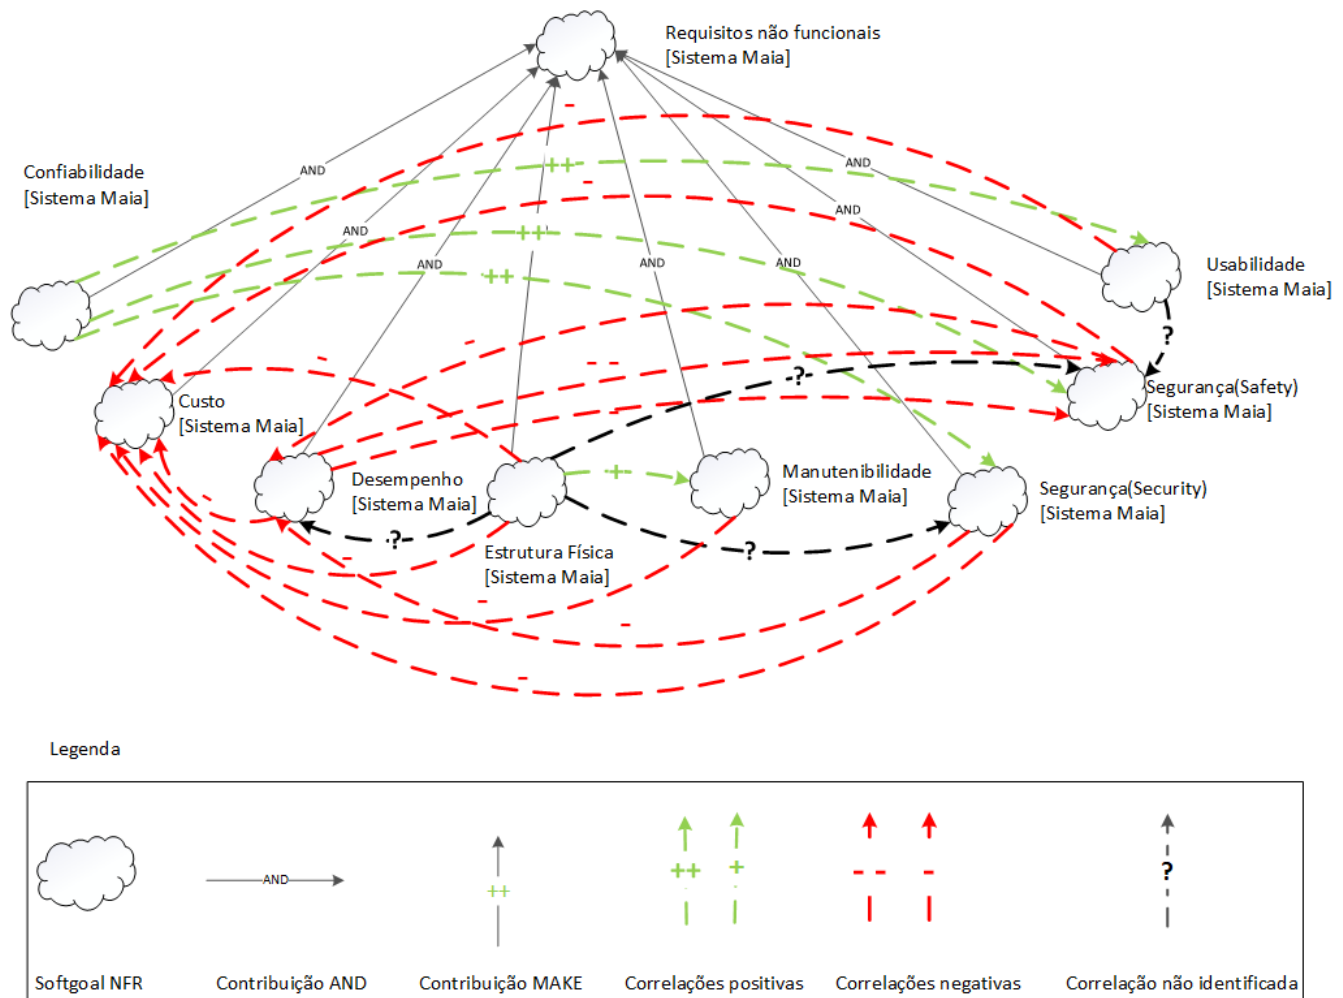 Requisitos não funcionais
[Sistema Maia]
-
AND
++
-
AND
Confiabilidade
[Sistema Maia]
AND
++
AND
AND
++
AND
AND
Usabilidade
[Sistema Maia]
?
-
-
- -
-?-
-
Segurança(Safety)
[Sistema Maia]
Custo
[Sistema Maia]
Desempenho
[Sistema Maia]
+
Manutenibilidade
[Sistema Maia]
Segurança(Security)
[Sistema Maia]
-
?
?
Estrutura Física
[Sistema Maia]
-
-
-
-
Legenda
AND
++
++
+
- -
-
?
Softgoal NFR
Contribuição AND
Contribuição MAKE
Correlações positivas
Correlações negativas
Correlação não identificada